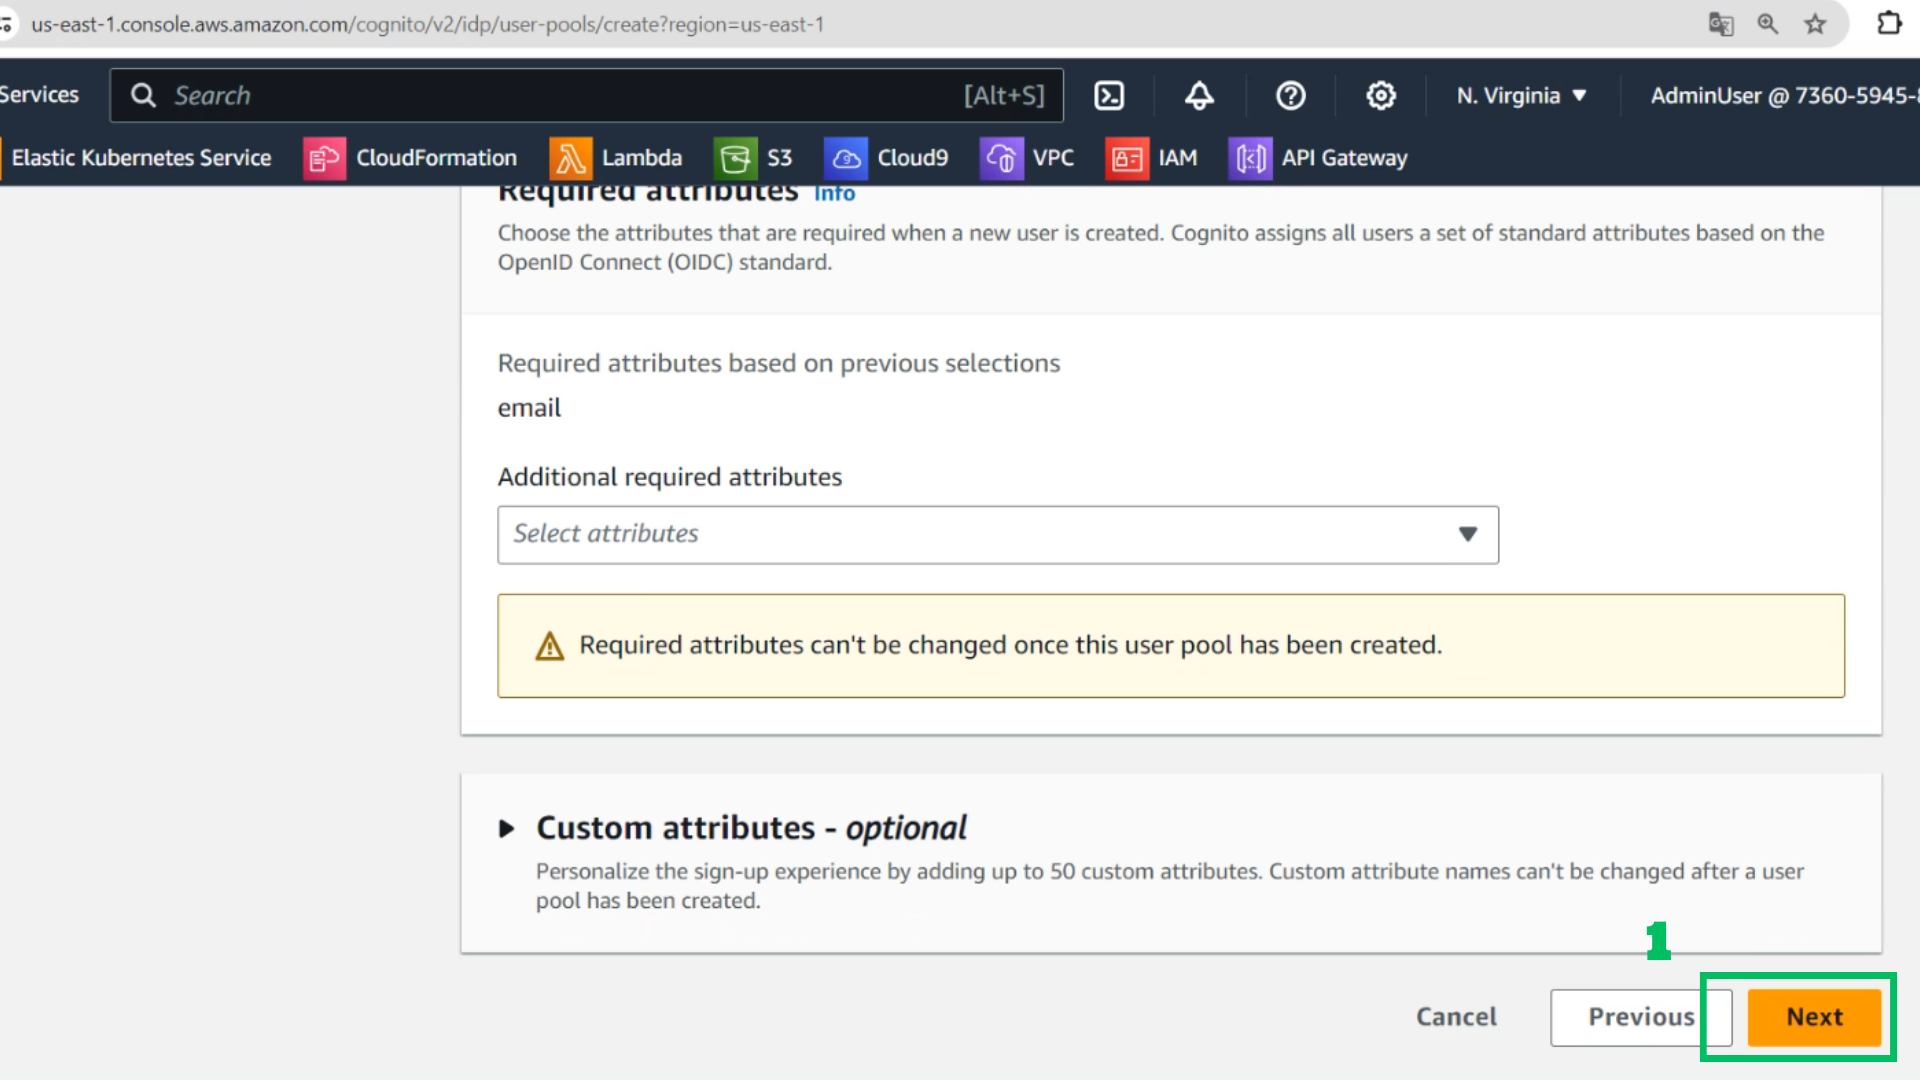 us-east-1.console.aws.amazon.com/cognito/v2/idp/user-pools/create?region=us-east-1
Services
Search
[Alt+S]
N. Virginia
AdminUser @ 7360-5945-
Elastic Kubernetes Service
CloudFormation
Lambda
S3
Cloud9
VPC
IAM
API Gateway
Required attributes Info
Choose the attributes that are required when a new user is created. Cognito assigns all users a set of standard attributes based on the
OpenID Connect (OIDC) standard.
Required attributes based on previous selections
email
Additional required attributes
Select attributes
Required attributes can't be changed once this user pool has been created.
Custom attributes - optional
Personalize the sign-up experience by adding up to 50 custom attributes. Custom attribute names can't be changed after a user
pool has been created.
1
Cancel
Previous
Next